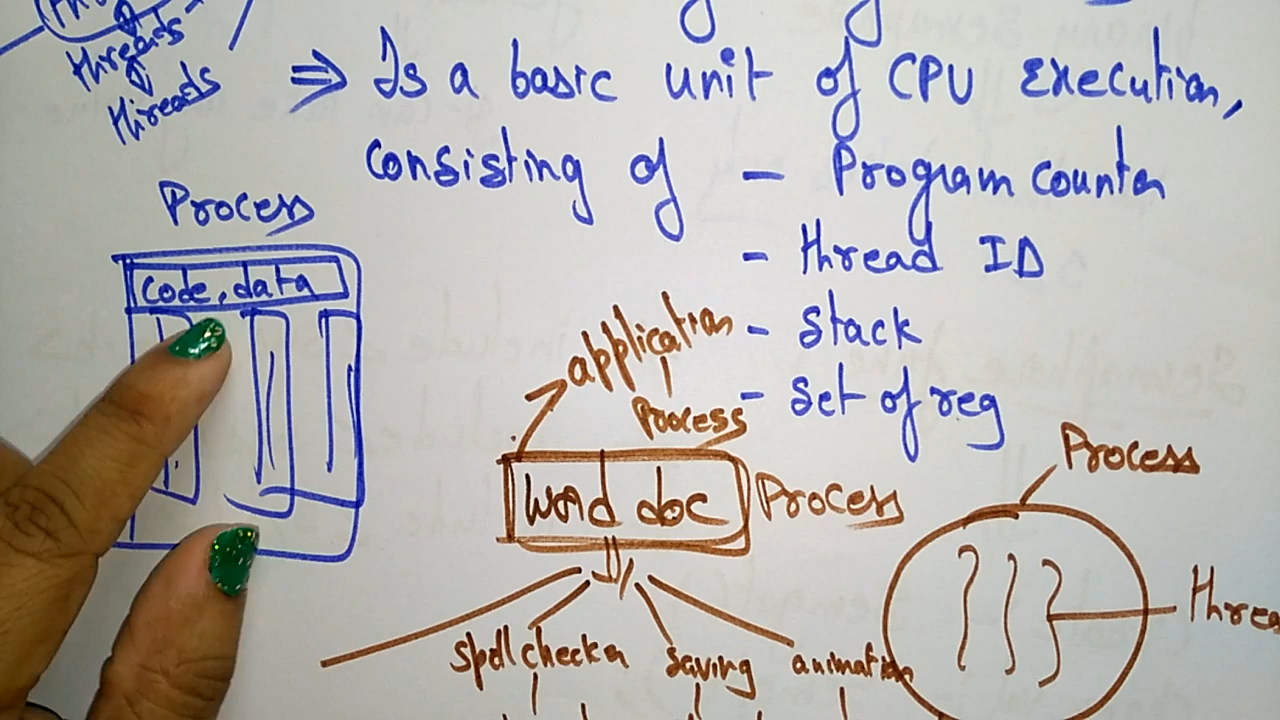 threads
threads
⇒ Is a basic unit of CPU execution,
consisting of - Program counter
Process
- thread ID
code, data
application
- stack
Process
- set of reg
Process
word doc
Process
spellchecker
saving
animation